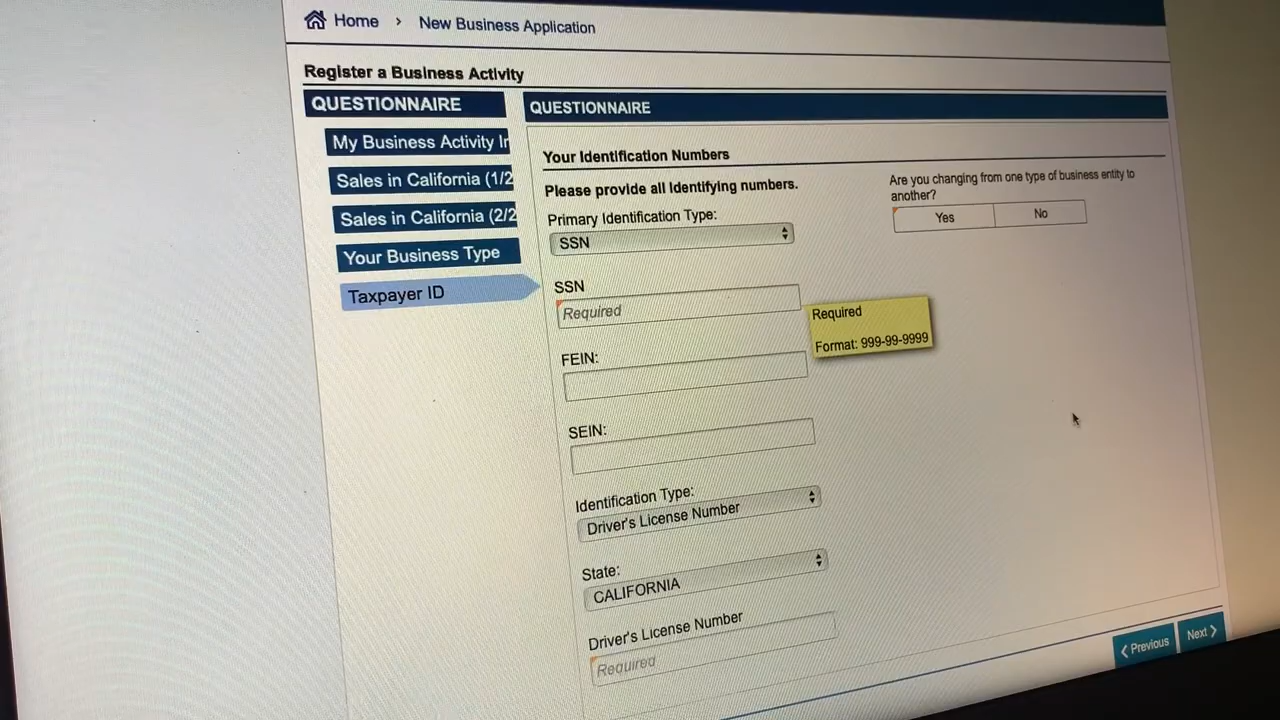 Home > New Business Application
Register a Business Activity
QUESTIONNAIRE
My Business Activity
Sales in California (1/2
Sales in California (2/2
Your Business Type
Taxpayer ID
QUESTIONNAIRE
Your Identification Numbers
Please provide all identifying numbers.
Primary Identification Type:
SSN
SSN
Required
Required
Format: 999-99-9999
FEIN:
SEIN:
Identification Type:
Driver's License Number
State:
CALIFORNIA
Driver's License Number
Required
Are you changing from one type of business entity to
another?
Yes No
< Previous Next >